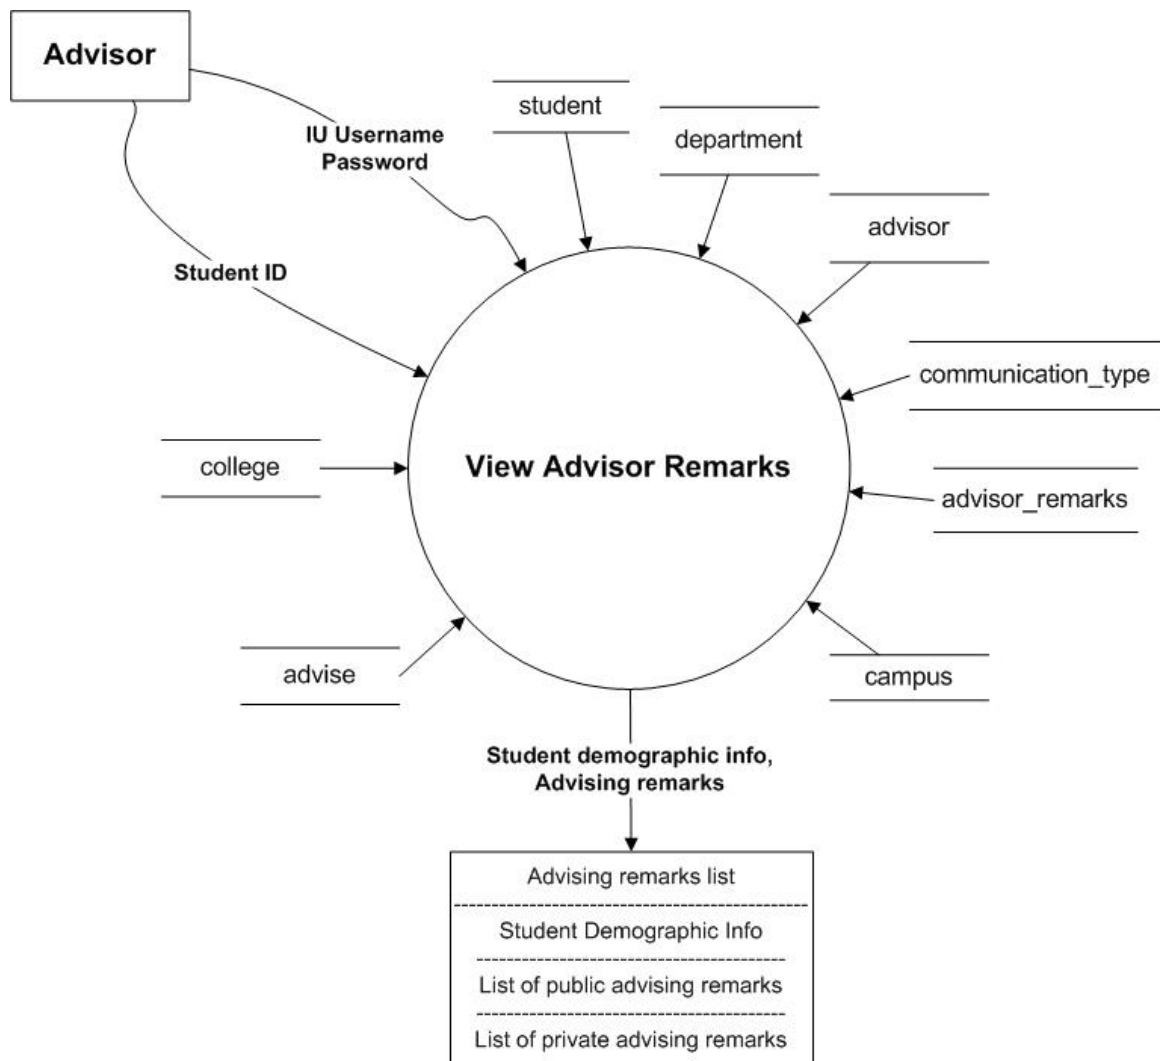 Advisor
IU Username
Password
Student ID
student
department
advisor
communication_type
advisor_remarks
campus
college
advise
View Advisor Remarks
Student demographic info,
Advising remarks
Advising remarks list
Student Demographic Info
List of public advising remarks
List of private advising remarks